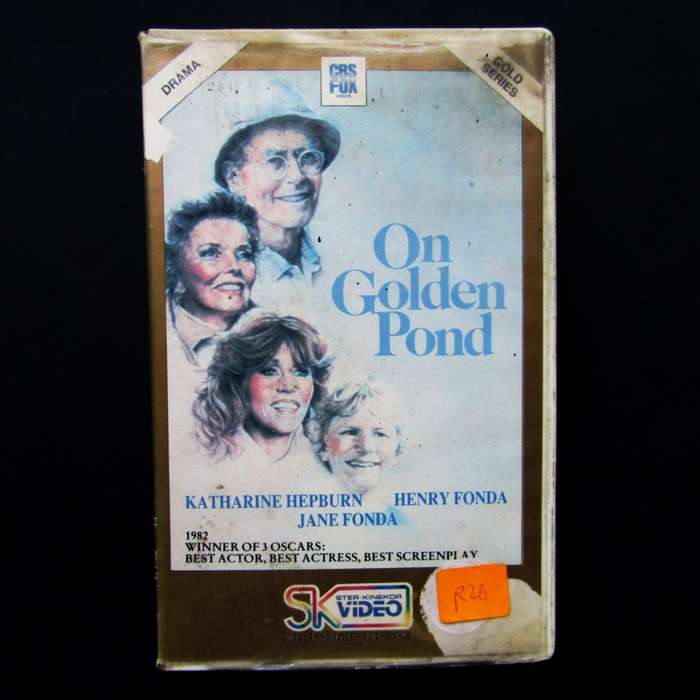 DRAMA
CBS
FOX
VIDEO
GOLD
SERIES
On
Golden
Pond
KATHARINE HEPBURN HENRY FONDA
JANE FONDA
1982
WINNER OF 3 OSCARS:
BEST ACTOR, BEST ACTRESS, BEST SCREENPLAY
SK STER-KINEKOR
VIDEO
R20